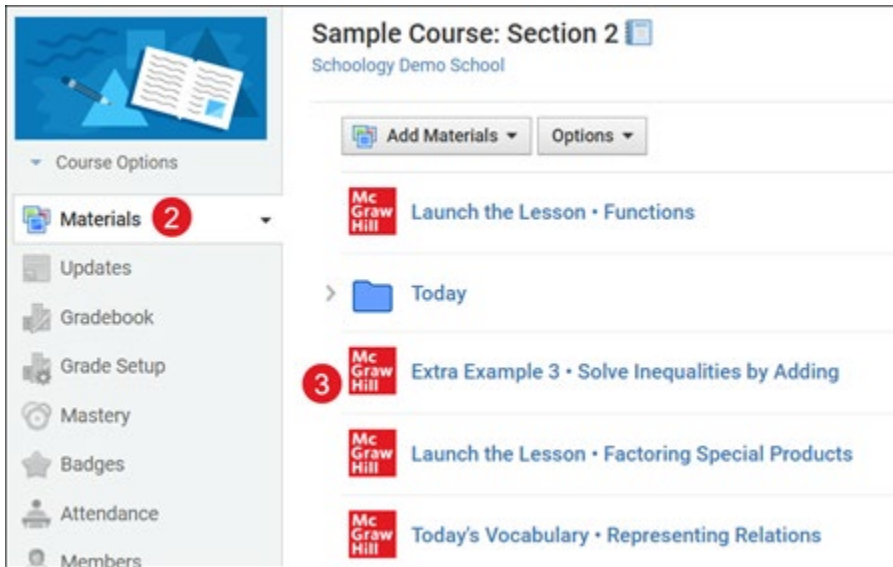 Sample Course: Section 2
Schoology Demo School
Course Options
Materials 2
Updates
Gradebook
Grade Setup
Mastery
Badges
Attendance
Members
Add Materials
Options
Mc
Graw
Hill
Launch the Lesson • Functions
Today
3
Mc
Graw
Hill
Extra Example 3 • Solve Inequalities by Adding
Mc
Graw
Hill
Launch the Lesson • Factoring Special Products
Mc
Graw
Hill
Today's Vocabulary • Representing Relations